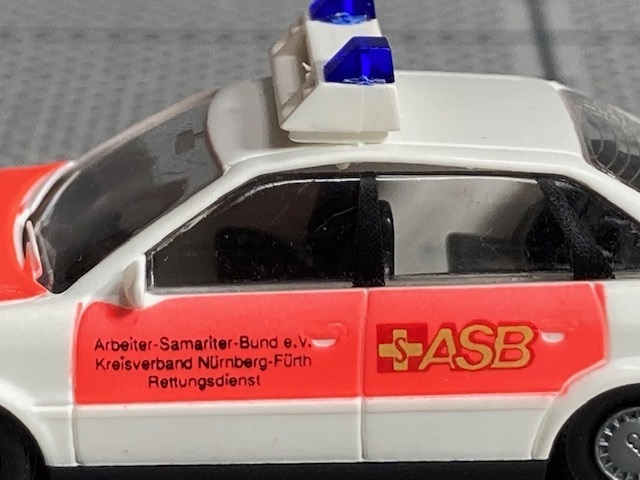 Arbeiter-Samariter-Bund e.V.
Kreisverband Nürnberg-Fürth
Rettungsdienst
S ASB